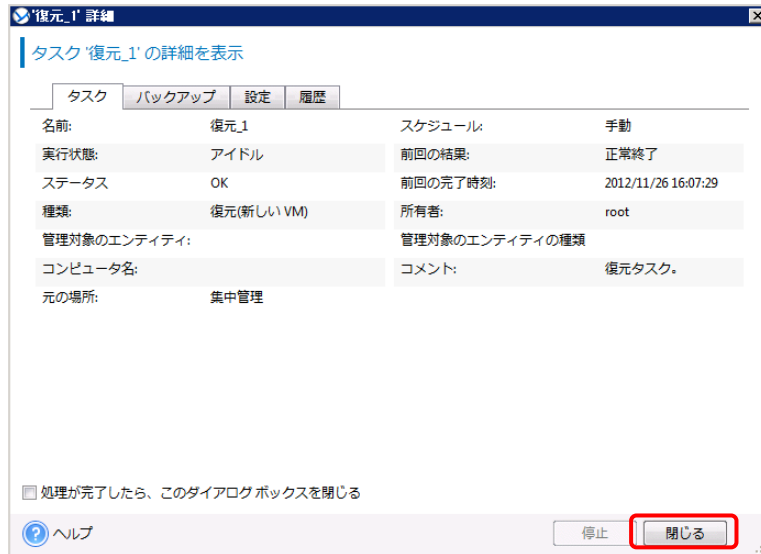 '復元_1' 詳細
タスク '復元_1' の詳細を表示
タスク バックアップ 設定 履歴
名前: 復元_1 スケジュール: 手動
実行状態: アイドル 前回の結果: 正常終了
ステータス OK 前回の完了時刻: 2012/11/26 16:07:29
種類: 復元(新しい VM) 所有者: root
管理対象のエンティティ: 管理対象のエンティティの種類
コンピュータ名: コメント: 復元タスク。
元の場所: 集中管理
処理が完了したら、このダイアログ ボックスを閉じる
ヘルプ 停止 閉じる